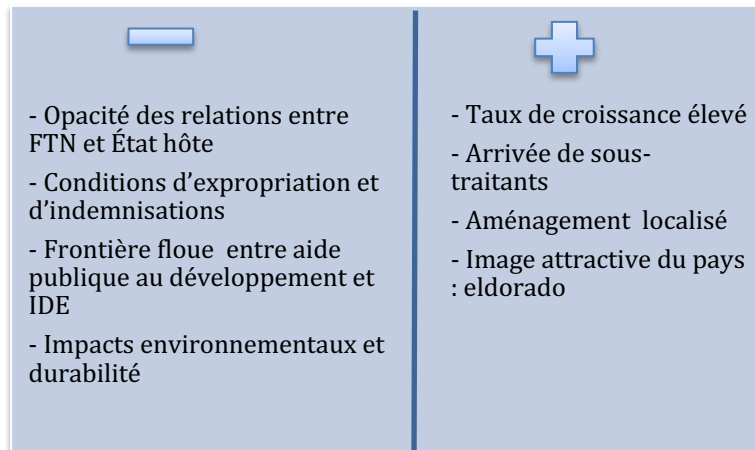 - Opacité des relations entre
FTN et État hôte
- Conditions d’expropriation et
d’indemnisations
- Frontière floue entre aide
publique au développement et
IDE
- Impacts environnementaux et
durabilité
- Taux de croissance élevé
- Arrivée de sous-
traitants
- Aménagement localisé
- Image attractive du pays
: eldorado